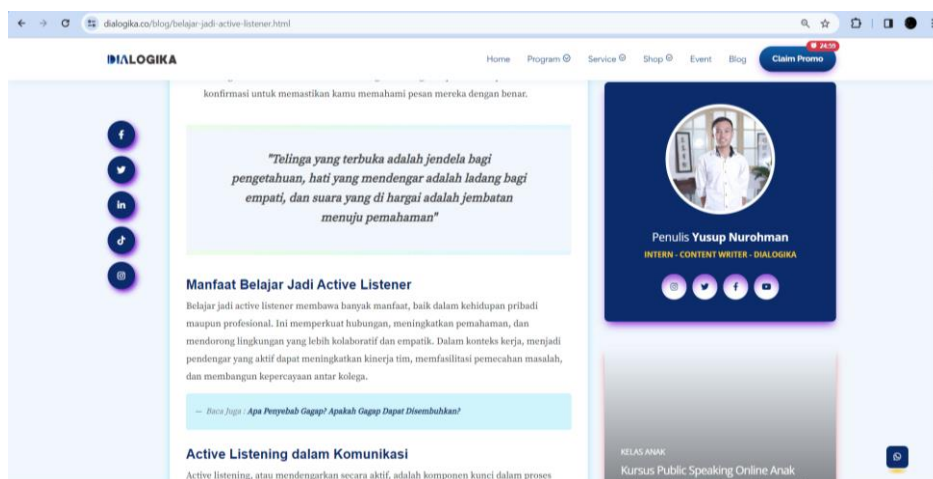 dialogika.co/blog/belajar-jadi-active-listener.html
DIALOGIKA
Home Program Service Shop Event Blog
24:59
Claim Promo
konfirmasi untuk memastikan kamu memahami pesan mereka dengan benar.
"Telinga yang terbuka adalah jendela bagi
pengetahuan, hati yang mendengar adalah ladang bagi
empati, dan suara yang di hargai adalah jembatan
menuju pemahaman"
Manfaat Belajar Jadi Active Listener
Belajar jadi active listener membawa banyak manfaat, baik dalam kehidupan pribadi
maupun profesional. Ini memperkuat hubungan, meningkatkan pemahaman, dan
mendorong lingkungan yang lebih kolaboratif dan empatik. Dalam konteks kerja, menjadi
pendengar yang aktif dapat meningkatkan kinerja tim, memfasilitasi pemecahan masalah,
dan membangun kepercayaan antar kolega.
— Baca Juga : Apa Penyebab Gagap? Apakah Gagap Dapat Disembuhkan?
Active Listening dalam Komunikasi
Active listening, atau mendengarkan secara aktif, adalah komponen kunci dalam proses
Penulis Yusup Nurohman
INTERN - CONTENT WRITER - DIALOGIKA
KELAS ANAK
Kursus Public Speaking Online Anak